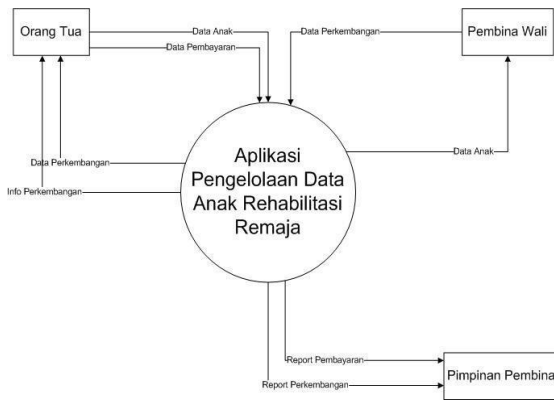 Orang Tua
Data Anak
Data Pembayaran
Data Perkembangan
Pembina Wali
Data Anak
Data Perkembangan
Info Perkembangan
Aplikasi
Pengelolaan Data
Anak Rehabilitasi
Remaja
Report Pembayaran
Report Perkembangan
Pimpinan Pembina